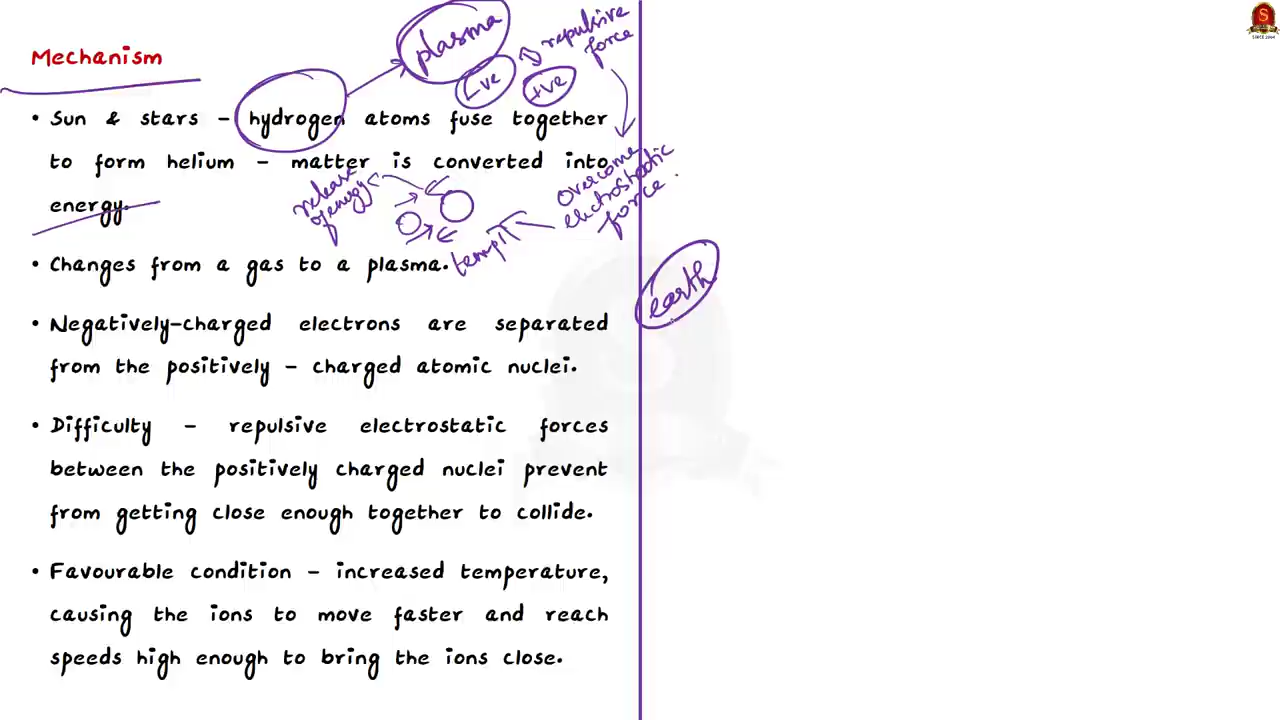 Mechanism
plasma
-ve
+ve
repulsive
force
• Sun & stars - hydrogen atoms fuse together
to form helium - matter is converted into
energy.
release
of energy
overcome
electrostatic
force.
temp↑↑
• Changes from a gas to a plasma.
earth
• Negatively-charged electrons are separated
from the positively - charged atomic nuclei.
• Difficulty - repulsive electrostatic forces
between the positively charged nuclei prevent
from getting close enough together to collide.
• Favourable condition - increased temperature,
causing the ions to move faster and reach
speeds high enough to bring the ions close.
S